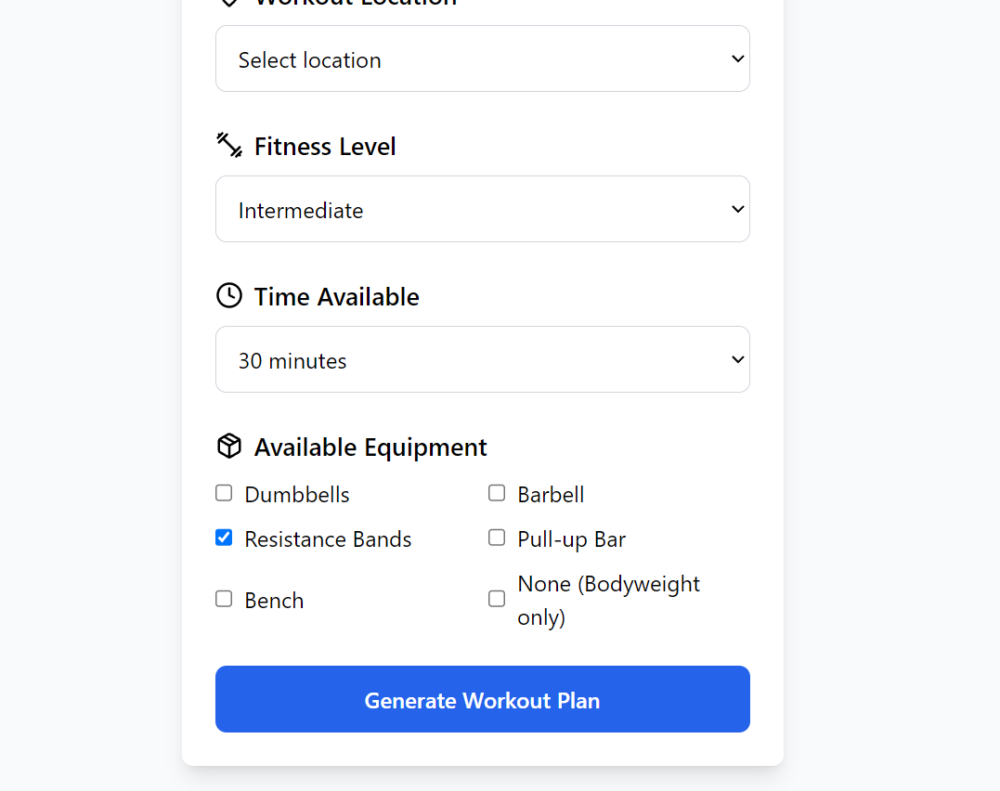 Workout Location
Select location
Fitness Level
Intermediate
Time Available
30 minutes
Available Equipment
Dumbbells
Barbell
Resistance Bands
Pull-up Bar
Bench
None (Bodyweight
only)
Generate Workout Plan